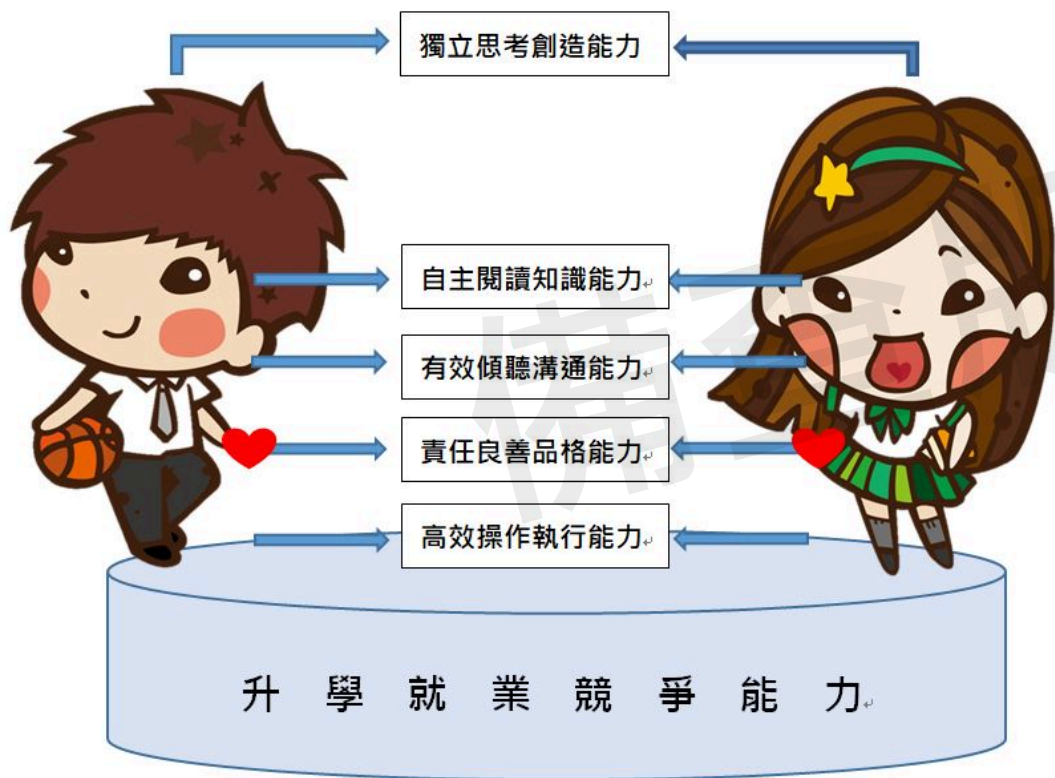 獨立思考創造能力
自主閱讀知識能力
有效傾聽溝通能力
責任良善品格能力
高效操作執行能力
升學就業競爭能力